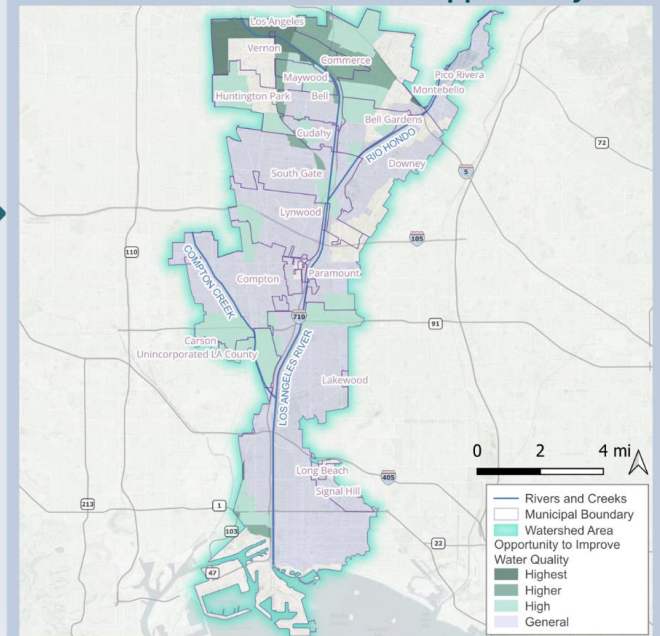 Los Angeles
Vernon
Commerce
Maywood
Pico Rivera
Huntington Park
Bell
Montebello
Bell Gardens
Cudahy
RIO HONDO
72
Downey
South Gate
5
Lynwood
105
110
COMPTON CREEK
Compton
Paramount
710
91
Carson
Unincorporated LA County
LOS ANGELES RIVER
Lakewood
0 2 4 mi
Long Beach
405
Signal Hill
213
1
103
22
47
Rivers and Creeks
Municipal Boundary
Watershed Area
Opportunity to Improve
Water Quality
Highest
Higher
High
General